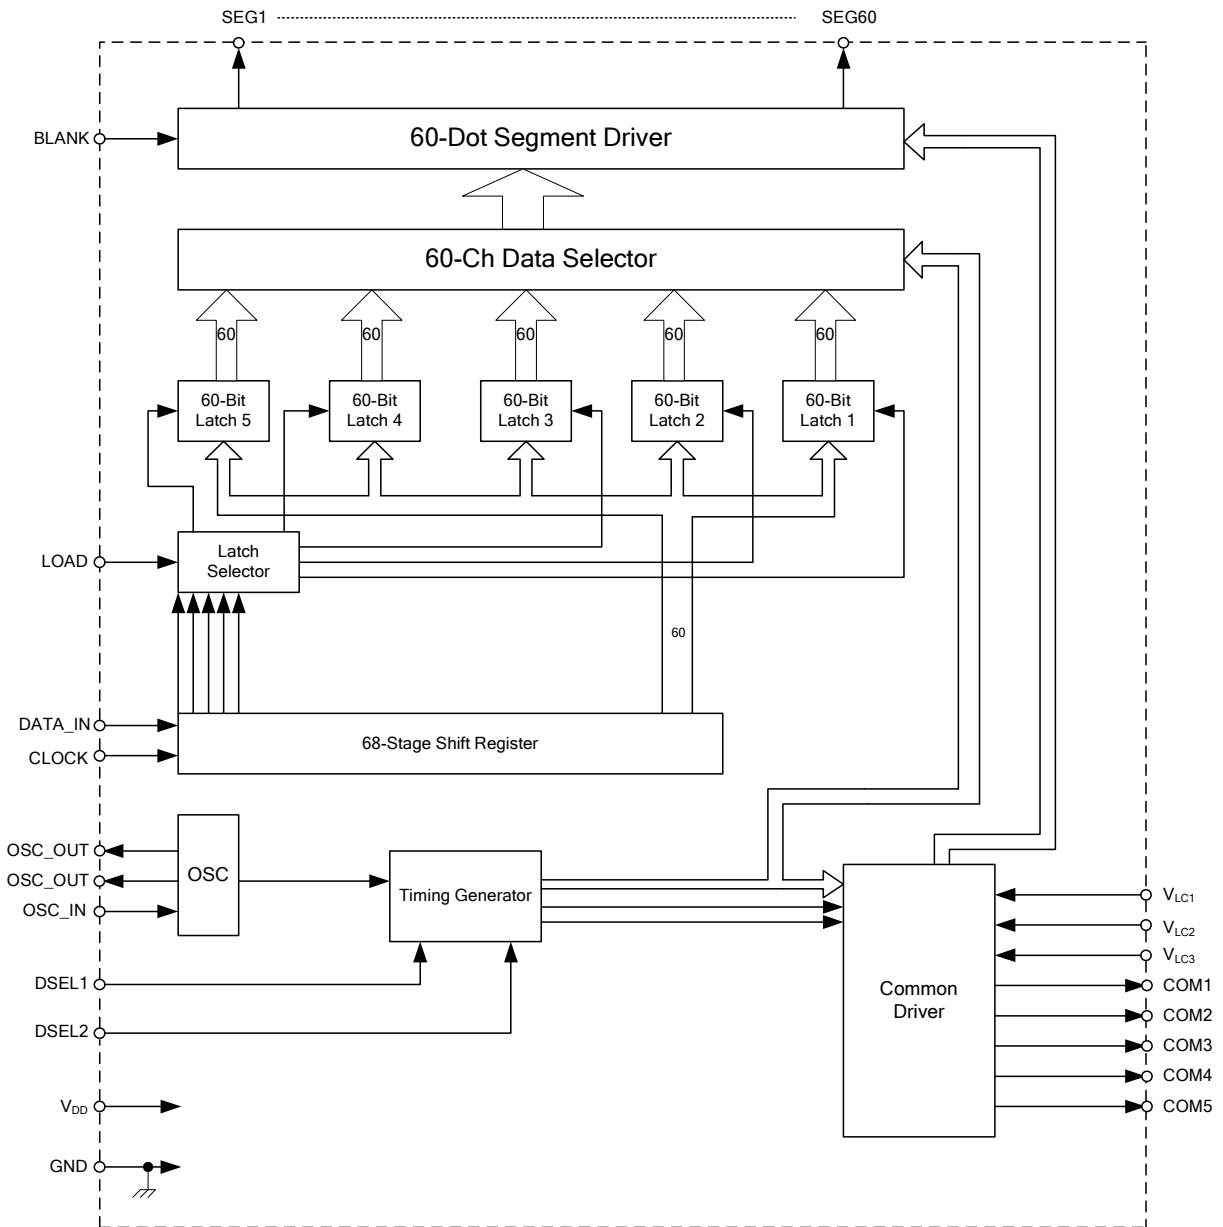 SEG1
SEG60
BLANK
60-Dot Segment Driver
60-Ch Data Selector
60
60
60
60
60
60-Bit
Latch 5
60-Bit
Latch 4
60-Bit
Latch 3
60-Bit
Latch 2
60-Bit
Latch 1
LOAD
Latch
Selector
60
DATA_IN
CLOCK
68-Stage Shift Register
OSC_OUT
OSC_OUT
OSC_IN
OSC
Timing Generator
DSEL1
DSEL2
VDD
GND
Common
Driver
VLC1
VLC2
VLC3
COM1
COM2
COM3
COM4
COM5